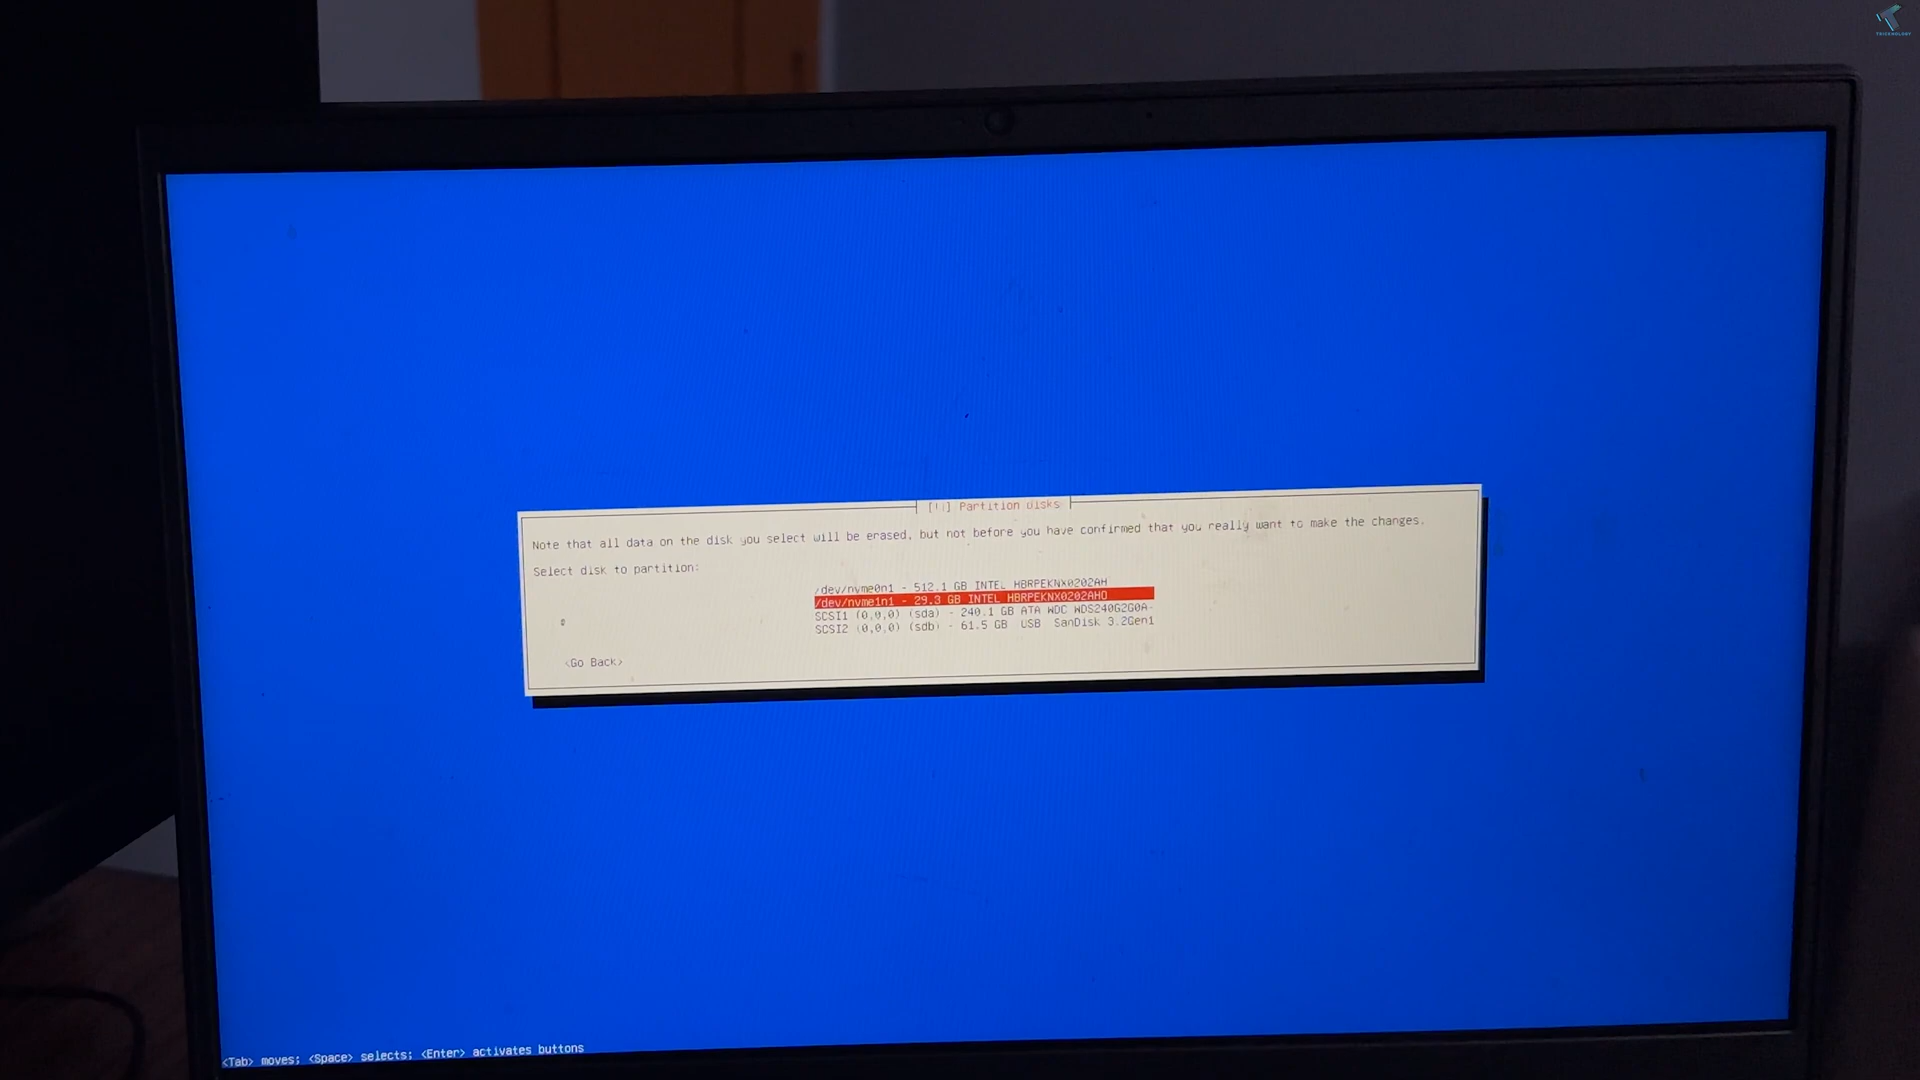 TRICKNOLOGY
[!!] Partition disks
Note that all data on the disk you select will be erased, but not before you have confirmed that you really want to make the changes.
Select disk to partition:
/dev/nvme0n1 - 512.1 GB INTEL HBRPEKNX0202AH
/dev/nvme1n1 - 29.3 GB INTEL HBRPEKNX0202AHO
SCSI1 (0,0,0) (sda) - 240.1 GB ATA WDC WDS240G2G0A-
SCSI2 (0,0,0) (sdb) - 61.5 GB USB SanDisk 3.2Gen1
<Go Back>
<Tab> moves; <Space> selects; <Enter> activates buttons